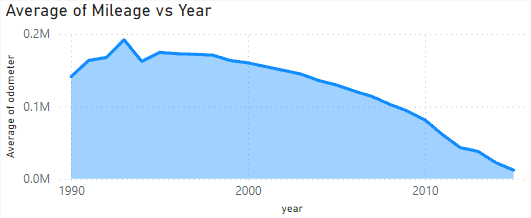 Average of Mileage vs Year
Average of odometer
0.2M
0.1M
0.0M
1990
2000
2010
year